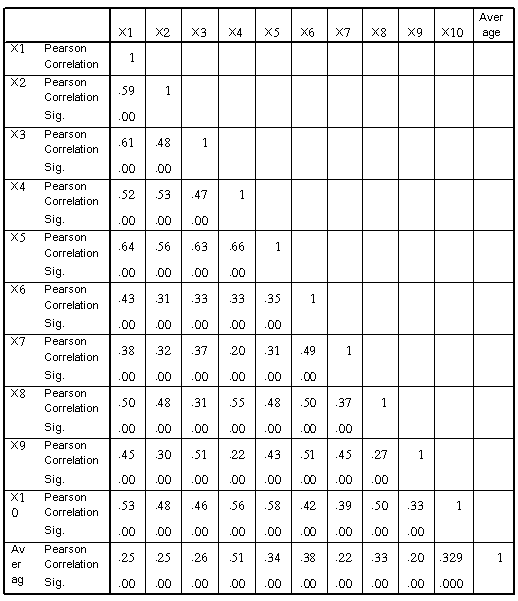 Aver
X1 X2 X3 X4 X5 X6 X7 X8 X9 X10 age
X1 Pearson
Correlation 1
X2 Pearson
Correlation .59 1
Sig. .00
X3 Pearson
Correlation .61 .48 1
Sig. .00 .00
X4 Pearson
Correlation .52 .53 .47 1
Sig. .00 .00 .00
X5 Pearson
Correlation .64 .56 .63 .66 1
Sig. .00 .00 .00 .00
X6 Pearson
Correlation .43 .31 .33 .33 .35 1
Sig. .00 .00 .00 .00 .00
X7 Pearson
Correlation .38 .32 .37 .20 .31 .49 1
Sig. .00 .00 .00 .00 .00 .00
X8 Pearson
Correlation .50 .48 .31 .55 .48 .50 .37 1
Sig. .00 .00 .00 .00 .00 .00 .00
X9 Pearson
Correlation .45 .30 .51 .22 .43 .51 .45 .27 1
Sig. .00 .00 .00 .00 .00 .00 .00 .00
X1 Pearson
0 Correlation .53 .48 .46 .56 .58 .42 .39 .50 .33 1
Sig. .00 .00 .00 .00 .00 .00 .00 .00 .00
Av Pearson
er Correlation .25 .25 .26 .51 .34 .38 .22 .33 .20 .329 1
ag Sig. .00 .00 .00 .00 .00 .00 .00 .00 .00 .000